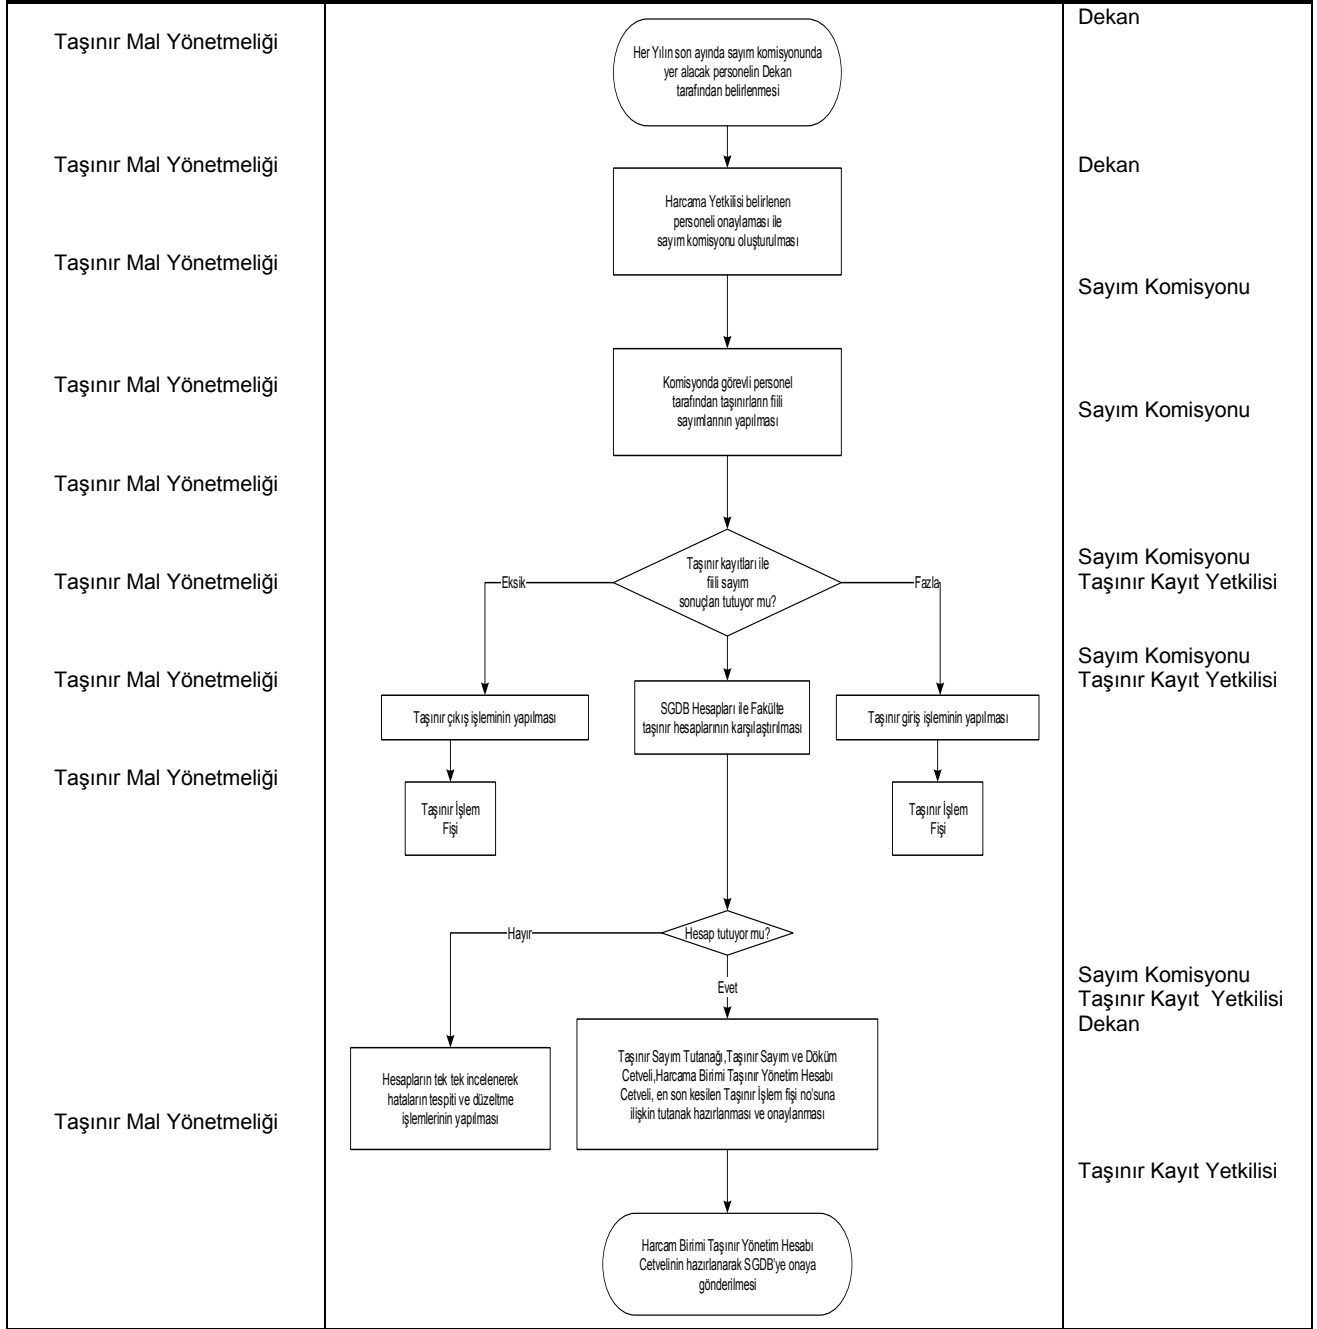 Taşınır Mal Yönetmeliği
Taşınır Mal Yönetmeliği
Taşınır Mal Yönetmeliği
Taşınır Mal Yönetmeliği
Taşınır Mal Yönetmeliği
Taşınır Mal Yönetmeliği
Taşınır Mal Yönetmeliği
Taşınır Mal Yönetmeliği
Taşınır Mal Yönetmeliği
Her Yılın son ayında sayım komisyonunda
yer alacak personelin Dekan
tarafından belirlenmesi
Harcama Yetkilisi belirlenen
personeli onaylaması ile
sayım komisyonu oluşturulması
Komisyonda görevli personel
tarafından taşınırların fiili
sayımlarının yapılması
Taşınır kayıtları ile
fiili sayım
sonuçları tutuyor mu?
Eksik
Fazla
Taşınır çıkış işleminin yapılması
SGDB Hesapları ile Fakülte
taşınır hesaplarının karşılaştırılması
Taşınır giriş işleminin yapılması
Taşınır İşlem
Fişi
Taşınır İşlem
Fişi
Hesap tutuyor mu?
Hayır
Evet
Hesapların tek tek incelenerek
hataların tespiti ve düzeltme
işlemlerinin yapılması
Taşınır Sayım Tutanağı,Taşınır Sayım ve Döküm
Cetveli,Harcama Birimi Taşınır Yönetim Hesabı
Cetveli, en son kesilen Taşınır İşlem fişi no'suna
ilişkin tutanak hazırlanması ve onaylanması
Harcam Birimi Taşınır Yönetim Hesabı
Cetvelinin hazırlanarak SGDB'ye onaya
gönderilmesi
Dekan
Dekan
Sayım Komisyonu
Sayım Komisyonu
Sayım Komisyonu
Taşınır Kayıt Yetkilisi
Sayım Komisyonu
Taşınır Kayıt Yetkilisi
Sayım Komisyonu
Taşınır Kayıt Yetkilisi
Dekan
Taşınır Kayıt Yetkilisi